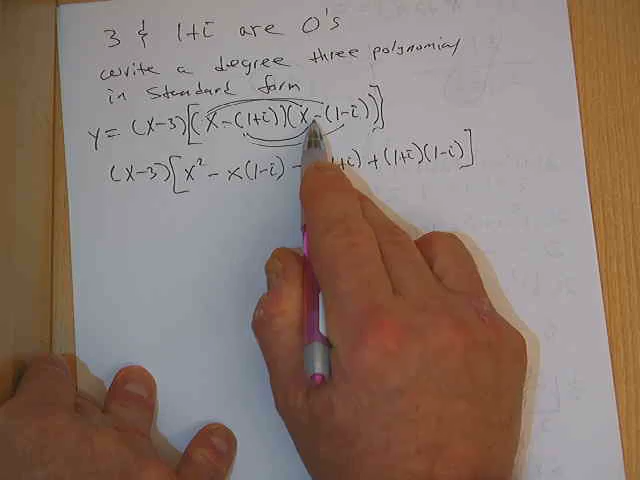 3 & 1+i are 0's
write a degree three polynomial
in standard form
y = (x-3)[(x-(1+i))(x-(1-i))]
(x-3)[x² - x(1-i) - 1+i) + (1+i)(1-i)]